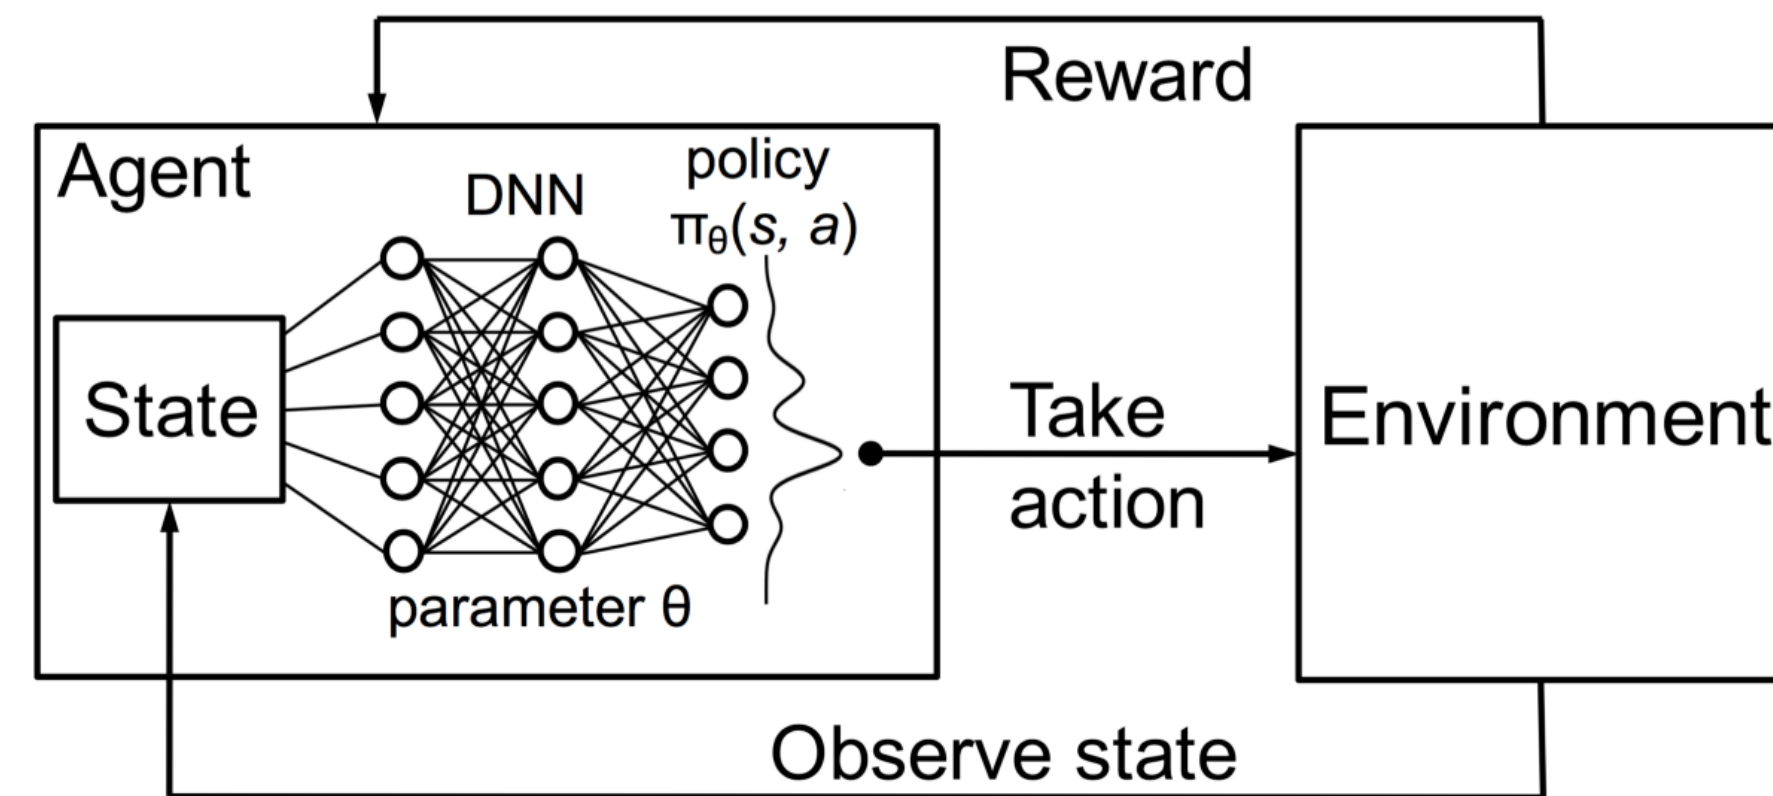 Reward
Agent
policy
DNN
πθ(s, a)
State
Take
action
Environment
parameter θ
Observe state